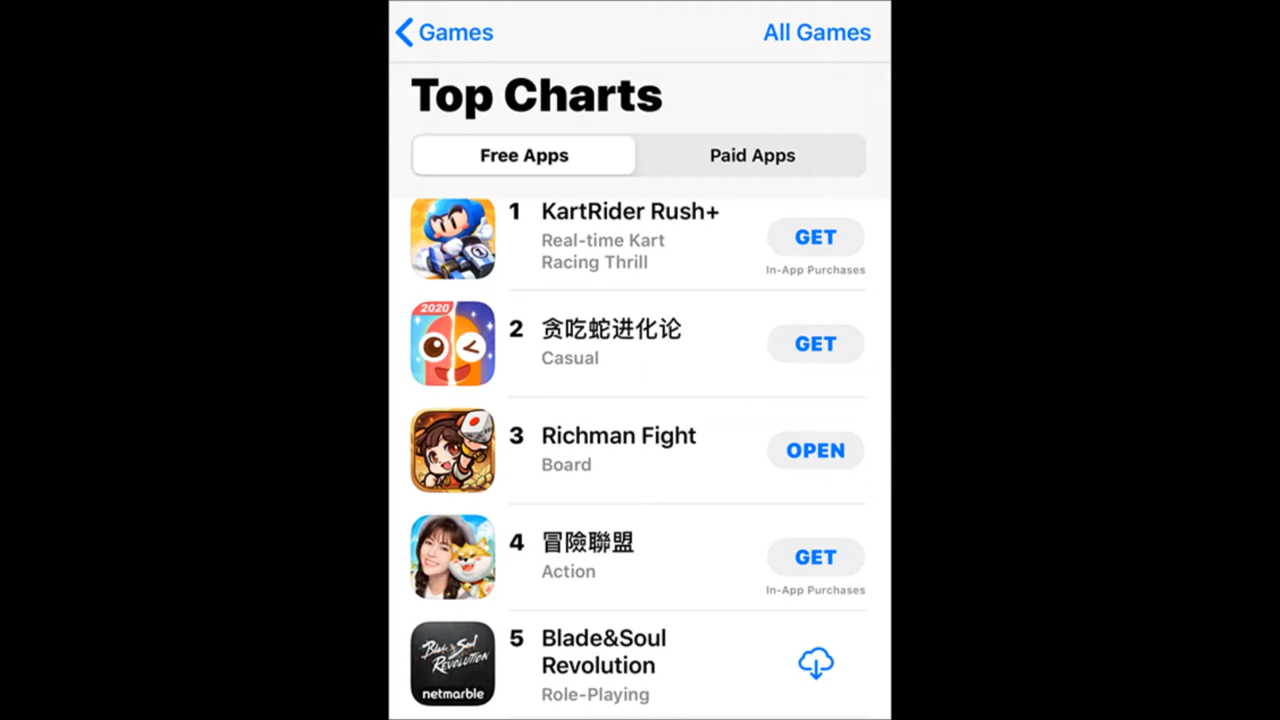 Games
All Games
Top Charts
Free Apps
Paid Apps
1
KartRider Rush+
Real-time Kart
Racing Thrill
GET
In-App Purchases
2020
2
贪吃蛇进化论
Casual
GET
3
Richman Fight
Board
OPEN
4
冒險聯盟
Action
GET
In-App Purchases
Blade&Soul
REVOLUTION
netmarble
5
Blade&Soul
Revolution
Role-Playing